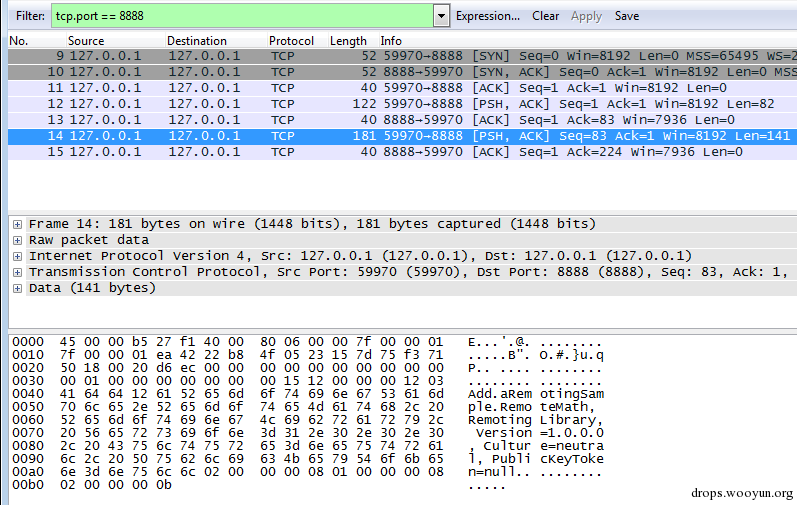 Filter: tcp.port == 8888 Expression... Clear Apply Save
No. Source Destination Protocol Length Info
9 127.0.0.1 127.0.0.1 TCP 52 59970→8888 [SYN] Seq=0 Win=8192 Len=0 MSS=65495 WS=2
10 127.0.0.1 127.0.0.1 TCP 52 8888→59970 [SYN, ACK] Seq=0 Ack=1 Win=8192 Len=0 MSS
11 127.0.0.1 127.0.0.1 TCP 40 59970→8888 [ACK] Seq=1 Ack=1 Win=8192 Len=0
12 127.0.0.1 127.0.0.1 TCP 122 59970→8888 [PSH, ACK] Seq=1 Ack=1 Win=8192 Len=82
13 127.0.0.1 127.0.0.1 TCP 40 8888→59970 [ACK] Seq=1 Ack=83 Win=7936 Len=0
14 127.0.0.1 127.0.0.1 TCP 181 59970→8888 [PSH, ACK] Seq=83 Ack=1 Win=8192 Len=141
15 127.0.0.1 127.0.0.1 TCP 40 8888→59970 [ACK] Seq=1 Ack=224 Win=7936 Len=0
Frame 14: 181 bytes on wire (1448 bits), 181 bytes captured (1448 bits)
Raw packet data
Internet Protocol Version 4, Src: 127.0.0.1 (127.0.0.1), Dst: 127.0.0.1 (127.0.0.1)
Transmission Control Protocol, Src Port: 59970 (59970), Dst Port: 8888 (8888), Seq: 83, Ack: 1,
Data (141 bytes)
0000 45 00 00 b5 27 f1 40 00 80 06 00 00 7f 00 00 01 E...'.@. ........
0010 7f 00 00 01 ea 42 22 b8 4f 05 23 15 7d 75 f3 71 .....B". O.#.}u.q
0020 50 18 00 20 d6 ec 00 00 00 00 00 00 00 00 00 00 P.. .... ........
0030 00 01 00 00 00 00 00 00 00 15 12 00 00 00 12 03 ........ ........
0040 41 64 64 12 61 52 65 6d 6f 74 69 6e 67 53 61 6d Add.aRem otingSam
0050 70 6c 65 2e 52 65 6d 6f 74 65 4d 61 74 68 2c 20 ple.Remo teMath,
0060 52 65 6d 6f 74 69 6e 67 4c 69 62 72 61 72 79 2c Remoting Library,
0070 20 56 65 72 73 69 6f 6e 3d 31 2e 30 2e 30 2e 30 Version =1.0.0.0
0080 2c 20 43 75 6c 74 75 72 65 3d 6e 65 75 74 72 61 , Cultur e=neutra
0090 6c 2c 20 50 75 62 6c 69 63 4b 65 79 54 6f 6b 65 l, Publi cKeyToke
00a0 6e 3d 6e 75 6c 6c 02 00 00 00 08 01 00 00 00 08 n=null.. ........
00b0 02 00 00 00 0b .....
drops.wooyun.org